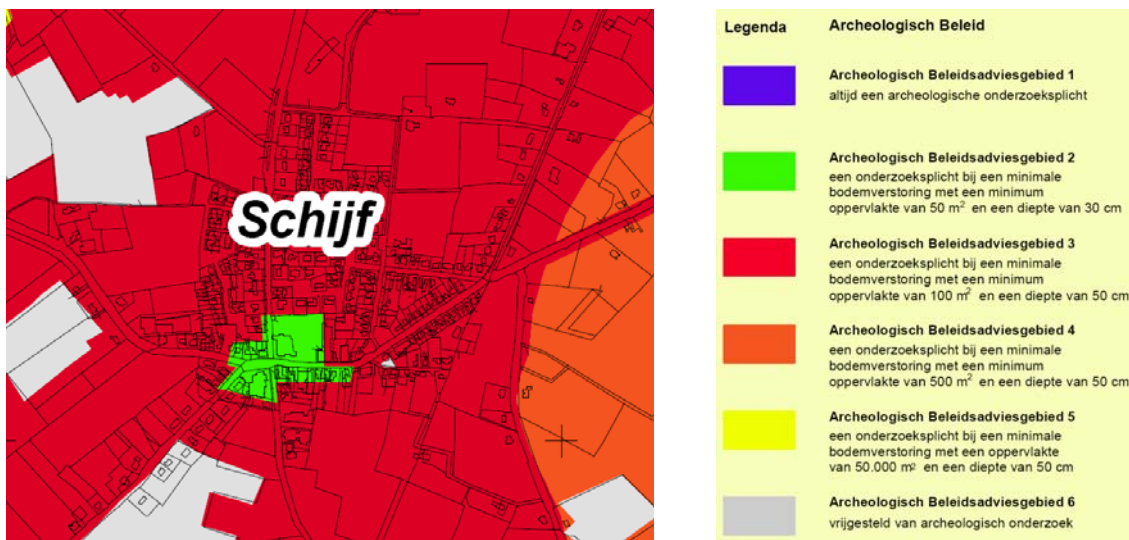 Schijf
Legenda Archeologisch Beleid
Archeologisch Beleidsadviesgebied 1
altijd een archeologische onderzoeksplicht
Archeologisch Beleidsadviesgebied 2
een onderzoeksplicht bij een minimale
bodemverstoring met een minimum
oppervlakte van 50 m² en een diepte van 30 cm
Archeologisch Beleidsadviesgebied 3
een onderzoeksplicht bij een minimale
bodemverstoring met een minimum
oppervlakte van 100 m² en een diepte van 50 cm
Archeologisch Beleidsadviesgebied 4
een onderzoeksplicht bij een minimale
bodemverstoring met een minimum
oppervlakte van 500 m² en een diepte van 50 cm
Archeologisch Beleidsadviesgebied 5
een onderzoeksplicht bij een minimale
bodemverstoring met een oppervlakte
van 50.000 m² en een diepte van 50 cm
Archeologisch Beleidsadviesgebied 6
vrijgesteld van archeologisch onderzoek